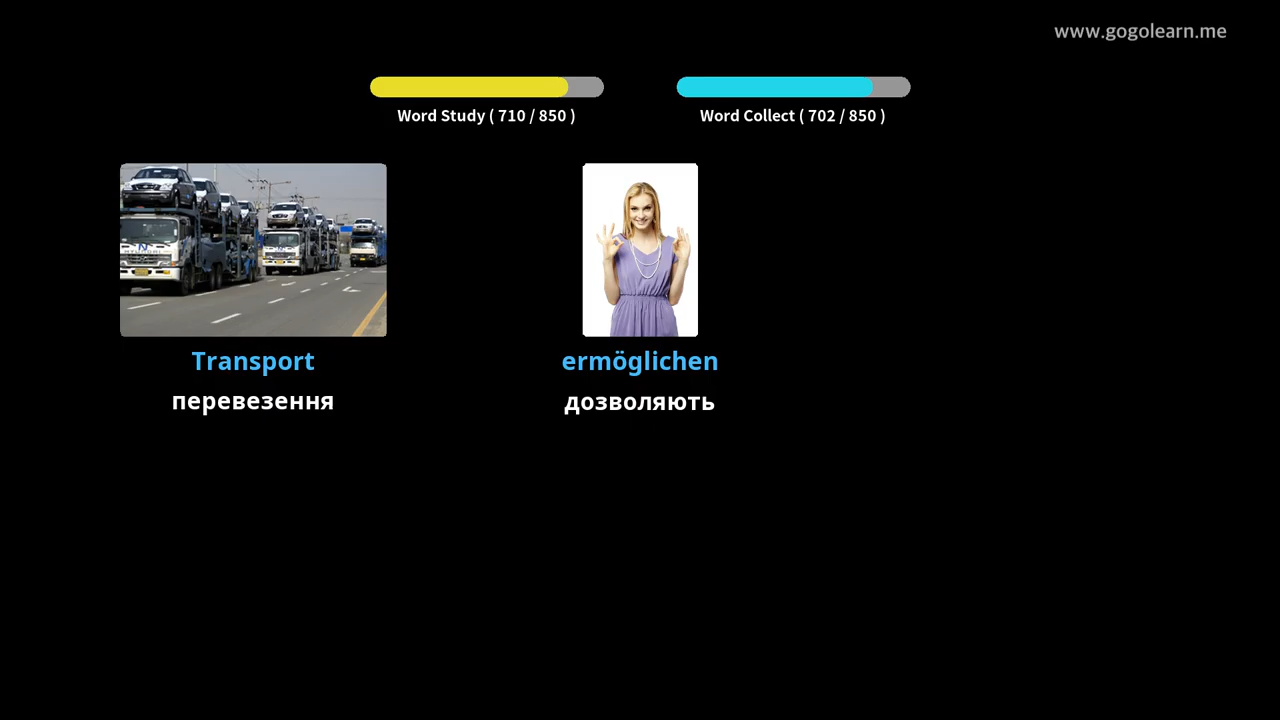 www.gogolearn.me
Word Study ( 710 / 850 )
Word Collect ( 702 / 850 )
Transport
ermöglichen
перевезення
дозволяють